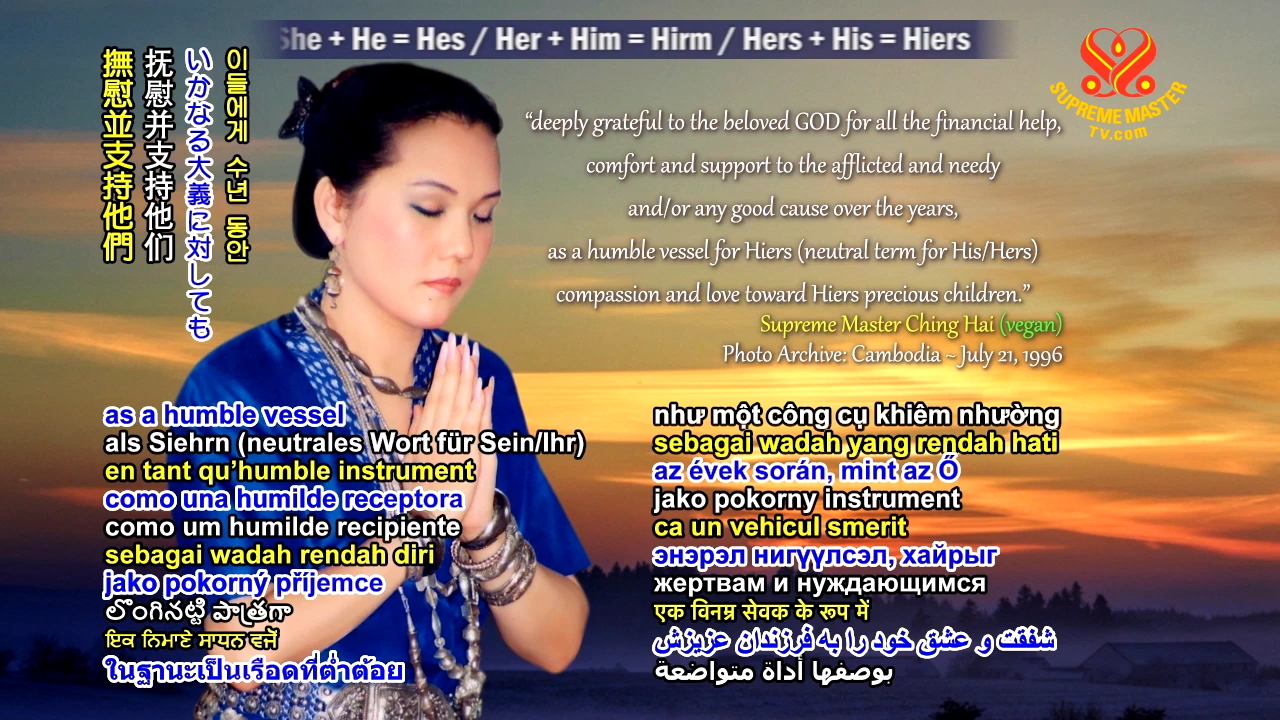 She + He = Hes / Her + Him = Hirm / Hers + His = Hiers
SUPREME MASTER
TV.com
撫慰並支持他們
抚慰并支持他们
いかなる大義に対しても
이들에게 수년 동안
“deeply grateful to the beloved GOD for all the financial help,
comfort and support to the afflicted and needy
and/or any good cause over the years,
as a humble vessel for Hiers (neutral term for His/Hers)
compassion and love toward Hiers precious children.”
Supreme Master Ching Hai (vegan)
Photo Archive: Cambodia ~ July 21, 1996
as a humble vessel
als Siehrn (neutrales Wort für Sein/Ihr)
en tant qu’humble instrument
como una humilde receptora
como um humilde recipiente
sebagai wadah rendah diri
jako pokorný příjemce
లొంగినట్టి పాత్రగా
ਇਕ ਨਿਮਾਣੇ ਸਾਧਨ ਵਜੋਂ
ในฐานะเป็นเรือดที่ต่ำต้อย
như một công cụ khiêm nhường
sebagai wadah yang rendah hati
az évek során, mint az Ő
jako pokorny instrument
ca un vehicul smerit
энэрэл нигүүлсэл, хайрыг
жертвам и нуждающимся
एक विनम्र सेवक के रूप में
شفقت و عشق خود را به فرزندان عزیزش
بوصفها أداة متواضعة